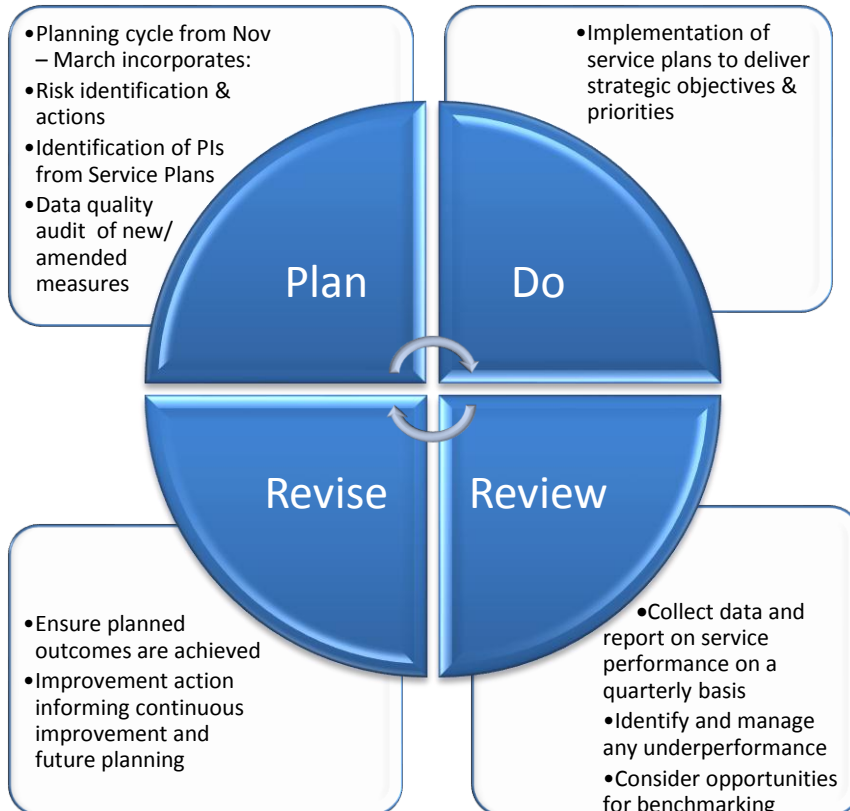 •Planning cycle from Nov
– March incorporates:
•Risk identification &
actions
•Identification of PIs
from Service Plans
•Data quality
audit of new/
amended
measures
•Implementation of
service plans to deliver
strategic objectives &
priorities
Plan
Do
Revise
Review
•Ensure planned
outcomes are achieved
•Improvement action
informing continuous
improvement and
future planning
•Collect data and
report on service
performance on a
quarterly basis
•Identify and manage
any underperformance
•Consider opportunities
for benchmarking